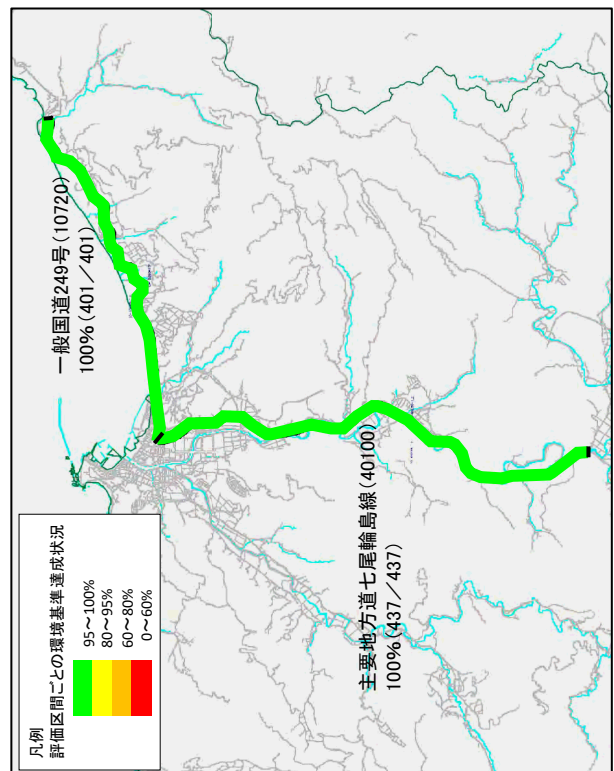 凡例
評価区間ごとの環境基準達成状況
95～100%
80～95%
60～80%
0～60%
一般国道249号(10720)
100%(401／401)
主要地方道七尾輪島線(40100)
100%(437／437)